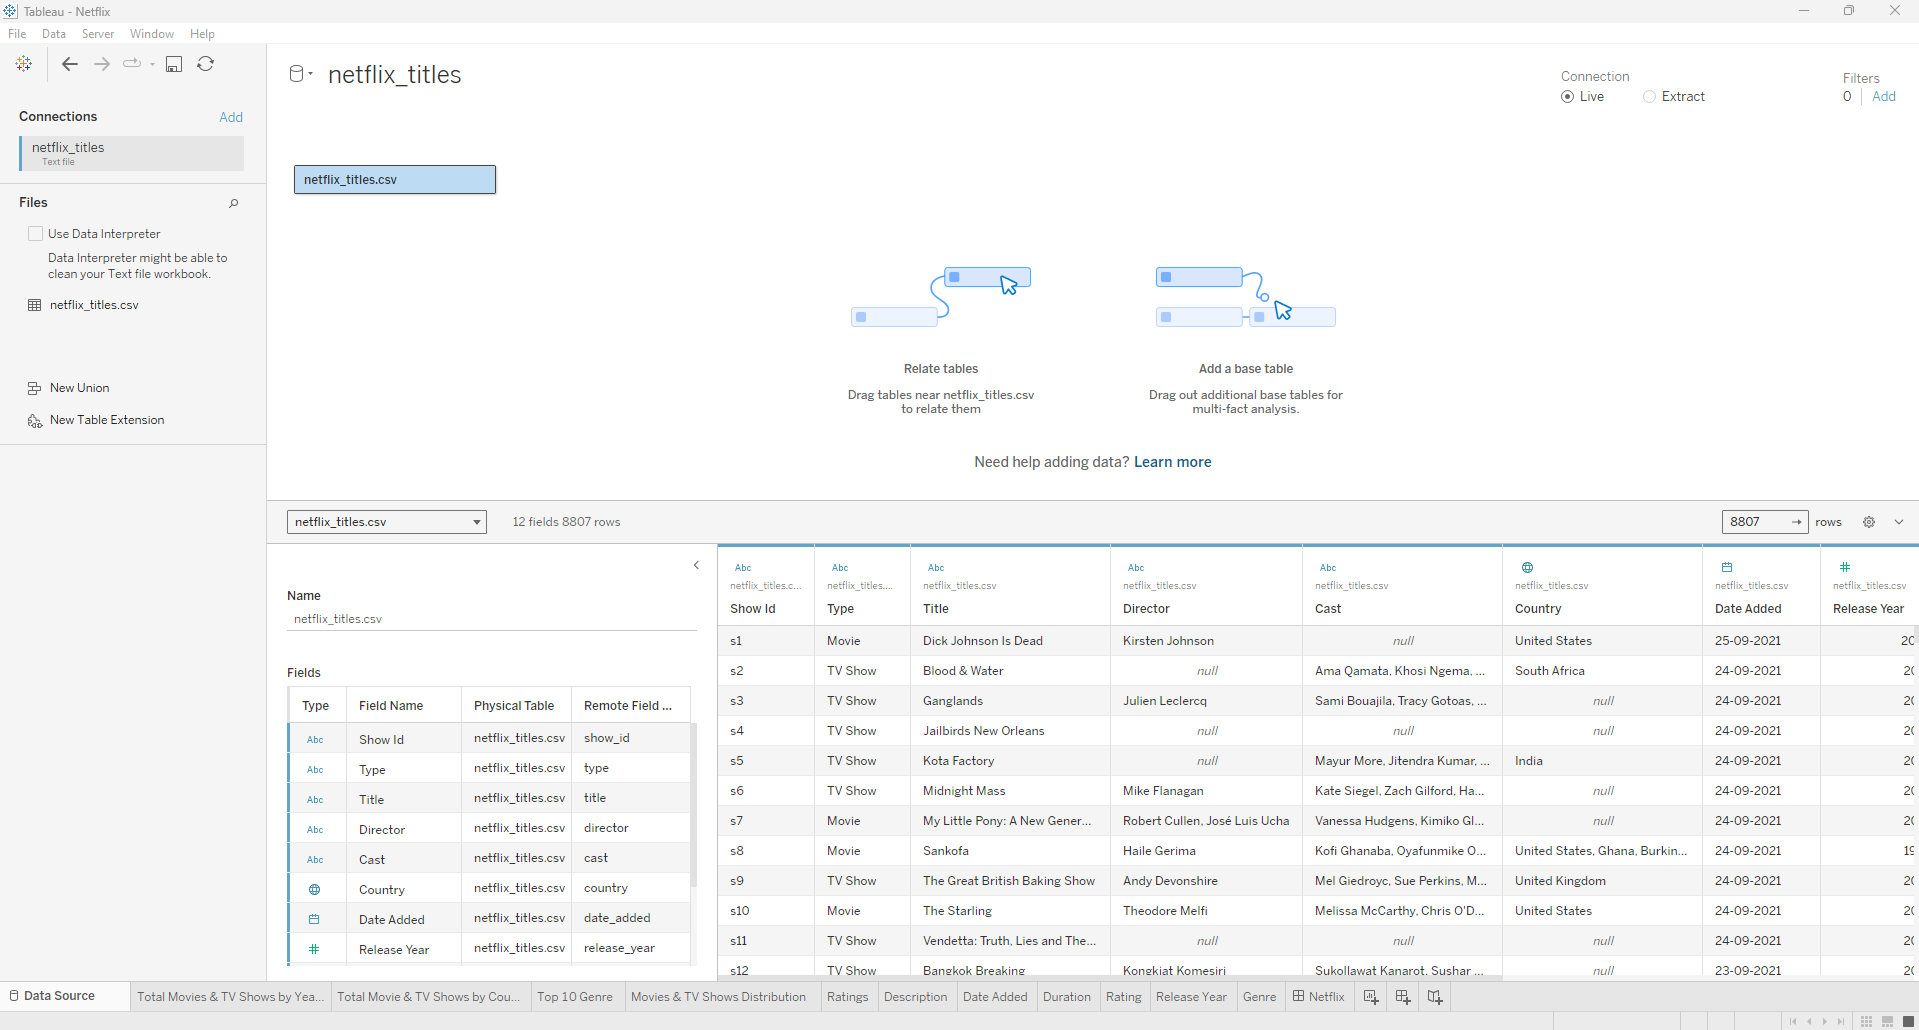 Tableau - Netflix
File Data Server Window Help
netflix_titles
Connection
Live Extract
Filters
0 Add
Connections Add
netflix_titles
Text file
netflix_titles.csv
Files
Use Data Interpreter
Data Interpreter might be able to
clean your Text file workbook.
netflix_titles.csv
New Union
New Table Extension
Relate tables
Drag tables near netflix_titles.csv
to relate them
Add a base table
Drag out additional base tables for
multi-fact analysis.
Need help adding data? Learn more
netflix_titles.csv 12 fields 8807 rows 8807 rows
Name
netflix_titles.csv
Fields
Type Field Name Physical Table Remote Field ...
Abc Show Id netflix_titles.csv show_id
Abc Type netflix_titles.csv type
Abc Title netflix_titles.csv title
Abc Director netflix_titles.csv director
Abc Cast netflix_titles.csv cast
Country netflix_titles.csv country
Date Added netflix_titles.csv date_added
# Release Year netflix_titles.csv release_year
Abc Abc Abc Abc Abc #
netflix_titles.c... netflix_titles.... netflix_titles.csv netflix_titles.csv netflix_titles.csv netflix_titles.csv netflix_titles.csv netflix_titles.csv
Show Id Type Title Director Cast Country Date Added Release Year
s1 Movie Dick Johnson Is Dead Kirsten Johnson null United States 25-09-2021 20
s2 TV Show Blood & Water null Ama Qamata, Khosi Ngema, ... South Africa 24-09-2021 20
s3 TV Show Ganglands Julien Leclercq Sami Bouajila, Tracy Gotoas, ... null 24-09-2021 20
s4 TV Show Jailbirds New Orleans null null null 24-09-2021 20
s5 TV Show Kota Factory null Mayur More, Jitendra Kumar, ... India 24-09-2021 20
s6 TV Show Midnight Mass Mike Flanagan Kate Siegel, Zach Gilford, Ha... null 24-09-2021 20
s7 Movie My Little Pony: A New Gener... Robert Cullen, José Luis Ucha Vanessa Hudgens, Kimiko Gl... null 24-09-2021 20
s8 Movie Sankofa Haile Gerima Kofi Ghanaba, Oyafunmike O... United States, Ghana, Burkin... 24-09-2021 19
s9 TV Show The Great British Baking Show Andy Devonshire Mel Giedroyc, Sue Perkins, M... United Kingdom 24-09-2021 20
s10 Movie The Starling Theodore Melfi Melissa McCarthy, Chris O'D... United States 24-09-2021 20
s11 TV Show Vendetta: Truth, Lies and The... null null null 24-09-2021 20
s12 TV Show Bangkok Breaking Kongkiat Komesiri Sukollawat Kanarot, Sushar ... null 23-09-2021 20
Data Source Total Movies & TV Shows by Yea... Total Movie & TV Shows by Cou... Top 10 Genre Movies & TV Shows Distribution Ratings Description Date Added Duration Rating Release Year Genre Netflix